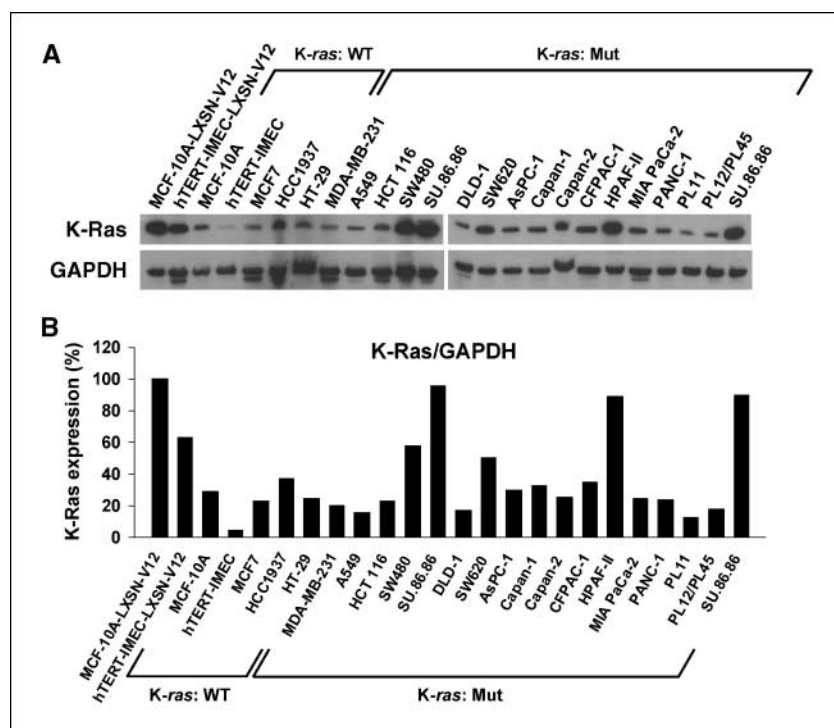 A
K-ras: WT
K-ras: Mut
MCF-10A-LXSN-V12
hTERT-IMEC-LXSN-V12
MCF-10A
hTERT-IMEC
MCF7
HCC1937
HT-29
MDA-MB-231
A549
HCT 116
SW480
SU.86.86
DLD-1
SW620
AsPC-1
Capan-1
Capan-2
CFPAC-1
HPAF-II
MIA PaCa-2
PANC-1
PL11
PL12/PL45
SU.86.86
K-Ras
GAPDH
B
K-Ras/GAPDH
K-Ras expression (%)
120
100
80
60
40
20
0
MCF-10A-LXSN-V12
hTERT-IMEC-LXSN-V12
MCF-10A
hTERT-IMEC
MCF7
HCC1937
HT-29
MDA-MB-231
A549
HCT 116
SW480
SU.86.86
DLD-1
SW620
AsPC-1
Capan-1
Capan-2
CFPAC-1
HPAF-II
MIA PaCa-2
PANC-1
PL11
PL12/PL45
SU.86.86
K-ras: WT
K-ras: Mut